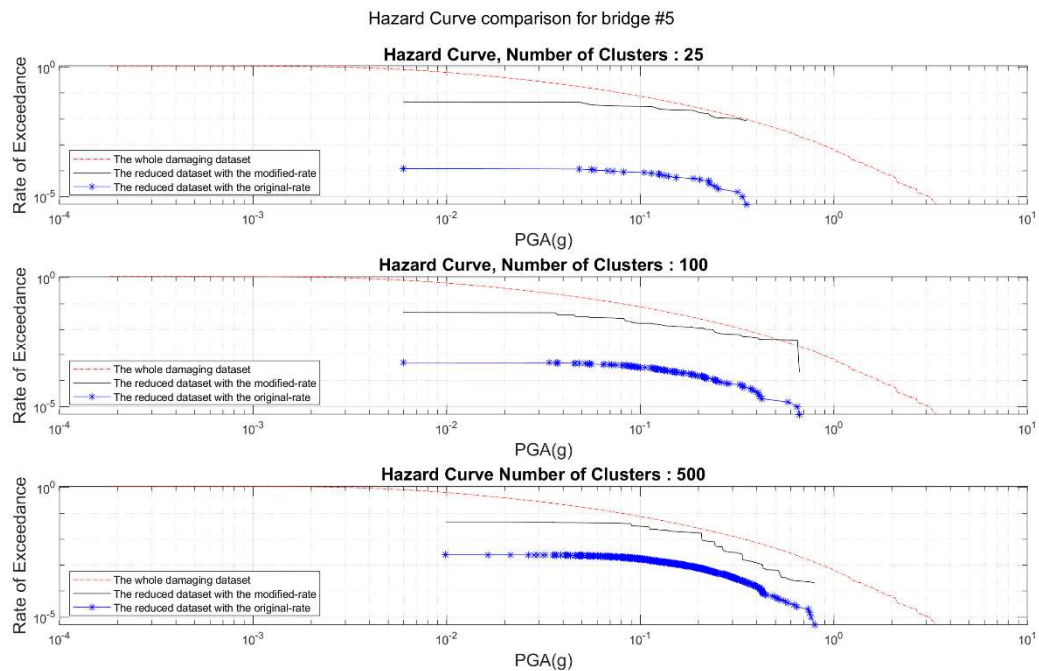 Hazard Curve comparison for bridge #5
Hazard Curve, Number of Clusters : 25
Rate of Exceedance
10^0
10^-5
The whole damaging dataset
The reduced dataset with the modified-rate
The reduced dataset with the original-rate
10^-4 10^-3 10^-2 10^-1 10^0 10^1
PGA(g)
Hazard Curve, Number of Clusters : 100
Rate of Exceedance
10^0
10^-5
The whole damaging dataset
The reduced dataset with the modified-rate
The reduced dataset with the original-rate
10^-4 10^-3 10^-2 10^-1 10^0 10^1
PGA(g)
Hazard Curve Number of Clusters : 500
Rate of Exceedance
10^0
10^-5
The whole damaging dataset
The reduced dataset with the modified-rate
The reduced dataset with the original-rate
10^-4 10^-3 10^-2 10^-1 10^0 10^1
PGA(g)